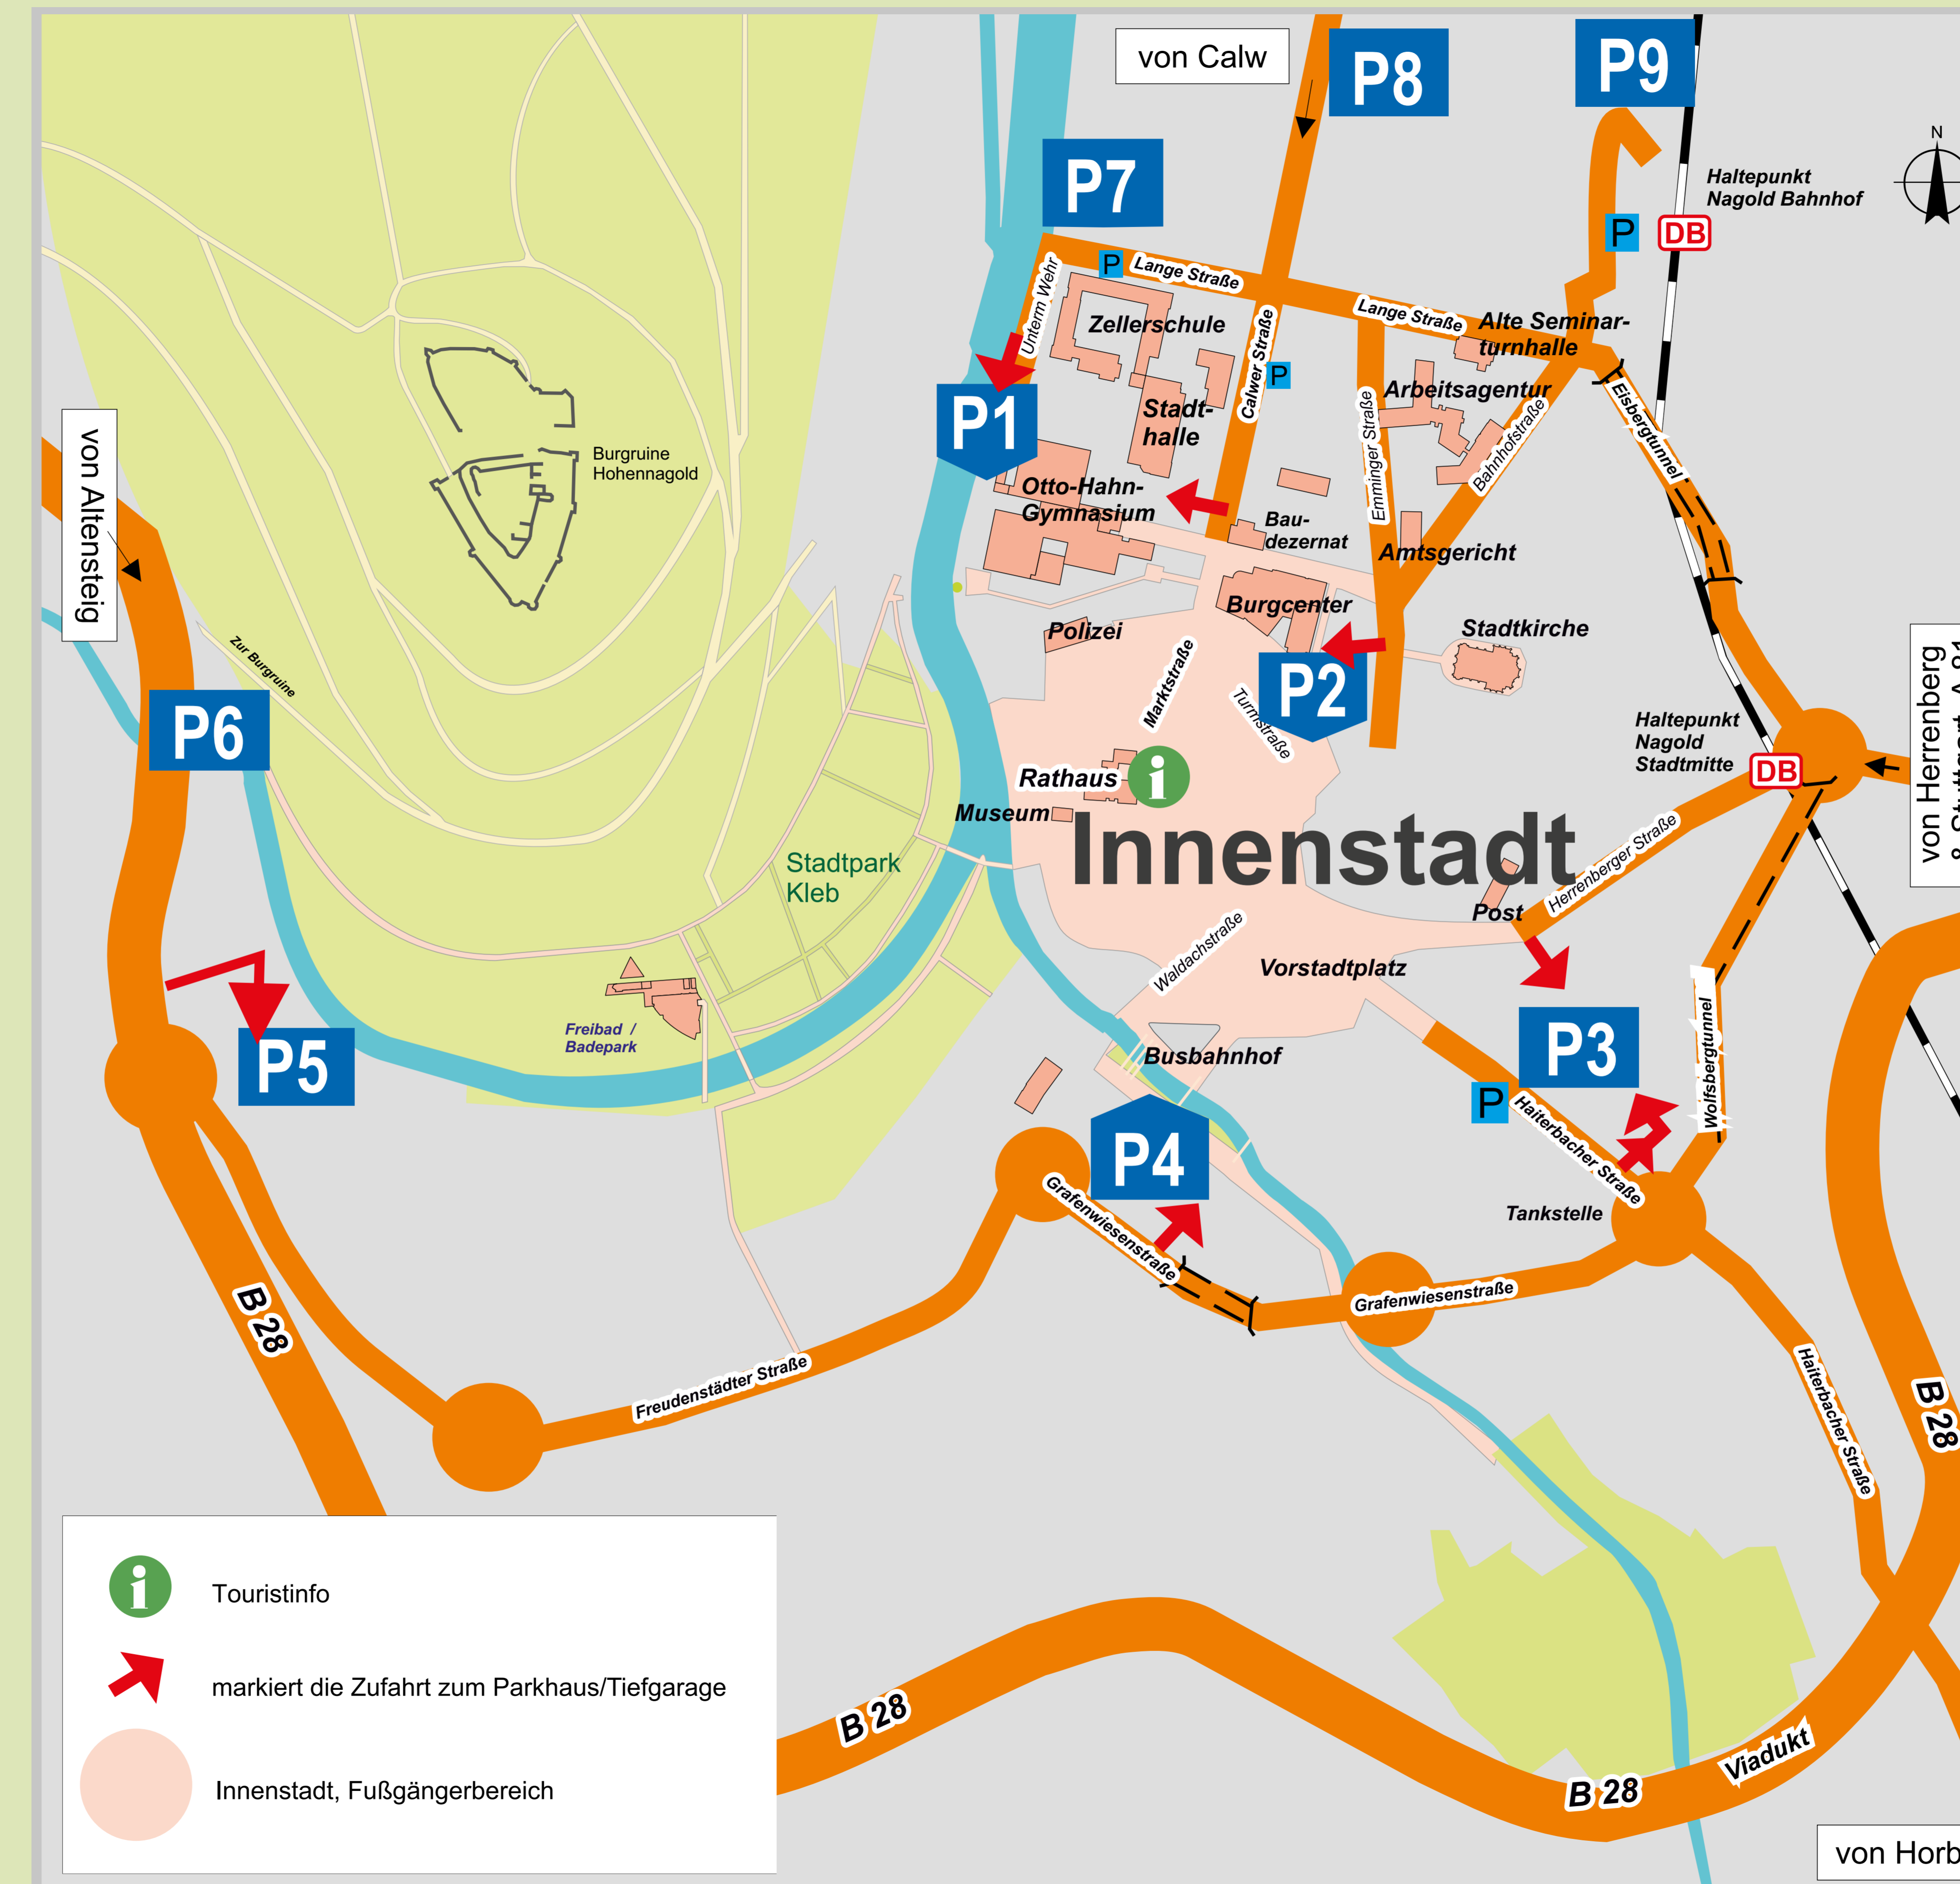 von Calw
P8
P9
N
P7
Haltepunkt
Nagold Bahnhof
P
DB
P
Lange Straße
Unterm Wehr
Lange Straße
Zellerschule
Alte Seminar-
turnhalle
Calwer Straße
P
Arbeitsagentur
Eisbergtunnel
P1
Stadt-
halle
Emminger Straße
Bahnhofstraße
von Altensteig
Burgruine
Hohennagold
Otto-Hahn-
Gymnasium
Bau-
dezernat
Amtsgericht
Burgcenter
Polizei
Stadtkirche
Zur Burgruine
Marktstraße
P2
Turmstraße
von Herrenberg
P6
Haltepunkt
Nagold
Stadtmitte
DB
Rathaus
i
Museum
Innenstadt
Stadtpark
Kleb
Herrenberger Straße
Post
Waldachstraße
Vorstadtplatz
P5
Freibad /
Badepark
Busbahnhof
P3
Wolfsbergtunnel
P
Haiterbacher Straße
P4
Grafenwiesenstraße
Tankstelle
Grafenwiesenstraße
B 28
Freudenstädter Straße
Haiterbacher Straße
B 28
i
Touristinfo
markiert die Zufahrt zum Parkhaus/Tiefgarage
Innenstadt, Fußgängerbereich
B 28
B 28
Viadukt
von Horb